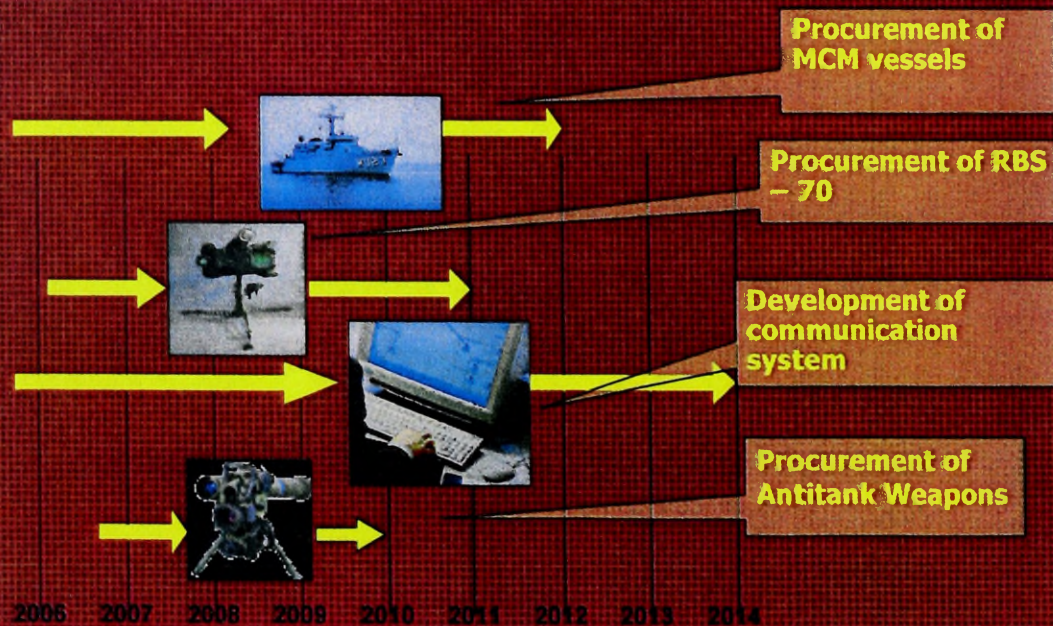 Procurement of
MCM vessels
Procurement of RBS
– 70
Development of
communication
system
Procurement of
Antitank Weapons
2006 2007 2008 2009 2010 2011 2012 2013 2014